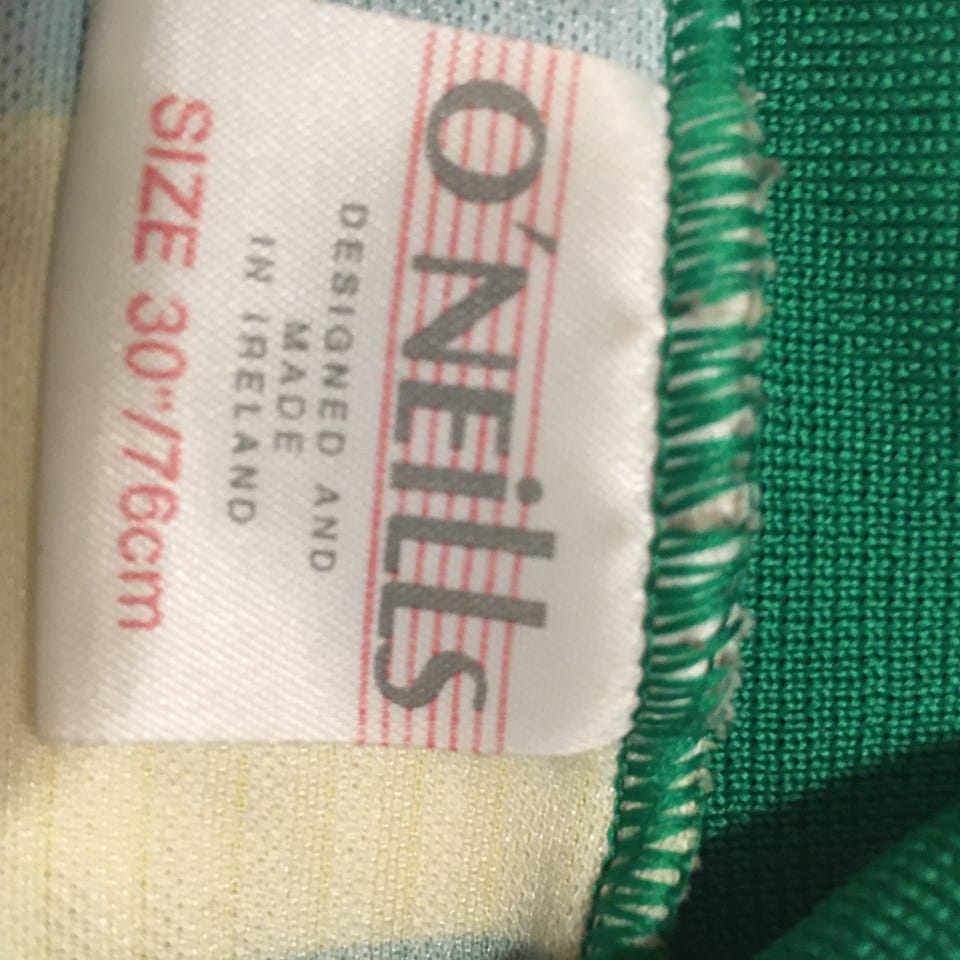 O'NEiLLS
DESIGNED AND
MADE
IN IRELAND
SIZE 30"/76cm